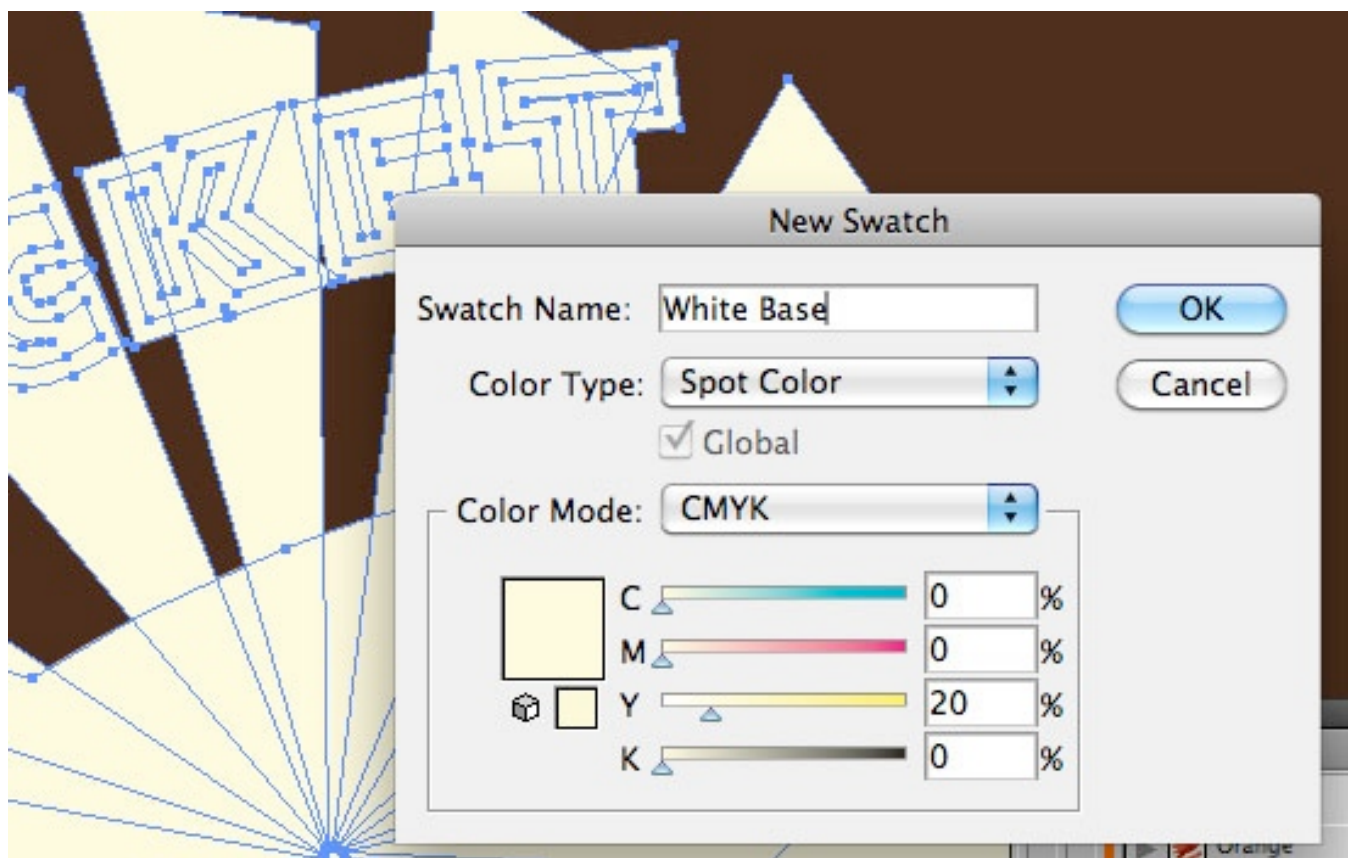 KET
New Swatch
Swatch Name: White Base OK
Color Type: Spot Color Cancel
Global
Color Mode: CMYK
C 0 %
M 0 %
Y 20 %
K 0 %
Orange